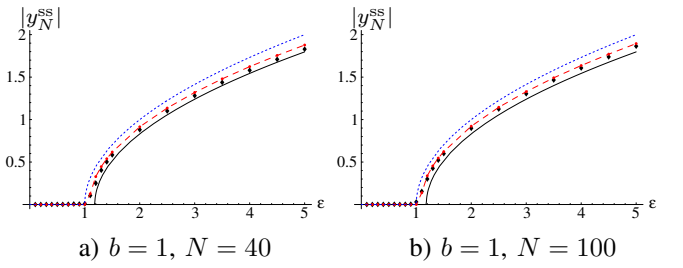 |y_N^ss| |y_N^ss|
2 2
1.5 1.5
1 1
0.5 0.5
1 2 3 4 5 ε 1 2 3 4 5 ε
a) b = 1, N = 40 b) b = 1, N = 100